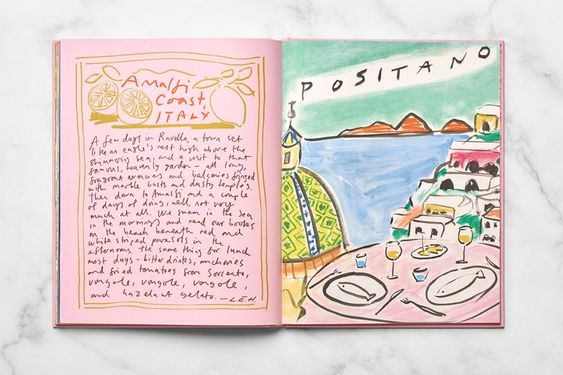 Amalfi
Coast,
ITALY
A few days in Ravello, a town set
like an eagle's nest high above the
shimmering sea, and a visit to that
famous, heavenly garden – all long,
fragrant avenues and balconies fringed
with marble busts and dusty temples.
Then down to Amalfi and a couple
of days of doing, well, not very
much at all. We swam in the sea
in the mornings and read our books
on the beach beneath red and
white striped parasols in the
afternoons, the same thing for lunch
most days – bitter drinks, anchovies
and fried tomatoes from Sorrento,
vongole, vongole, vongole,
and hazelnut gelato. – L.E.H.
POSITANO